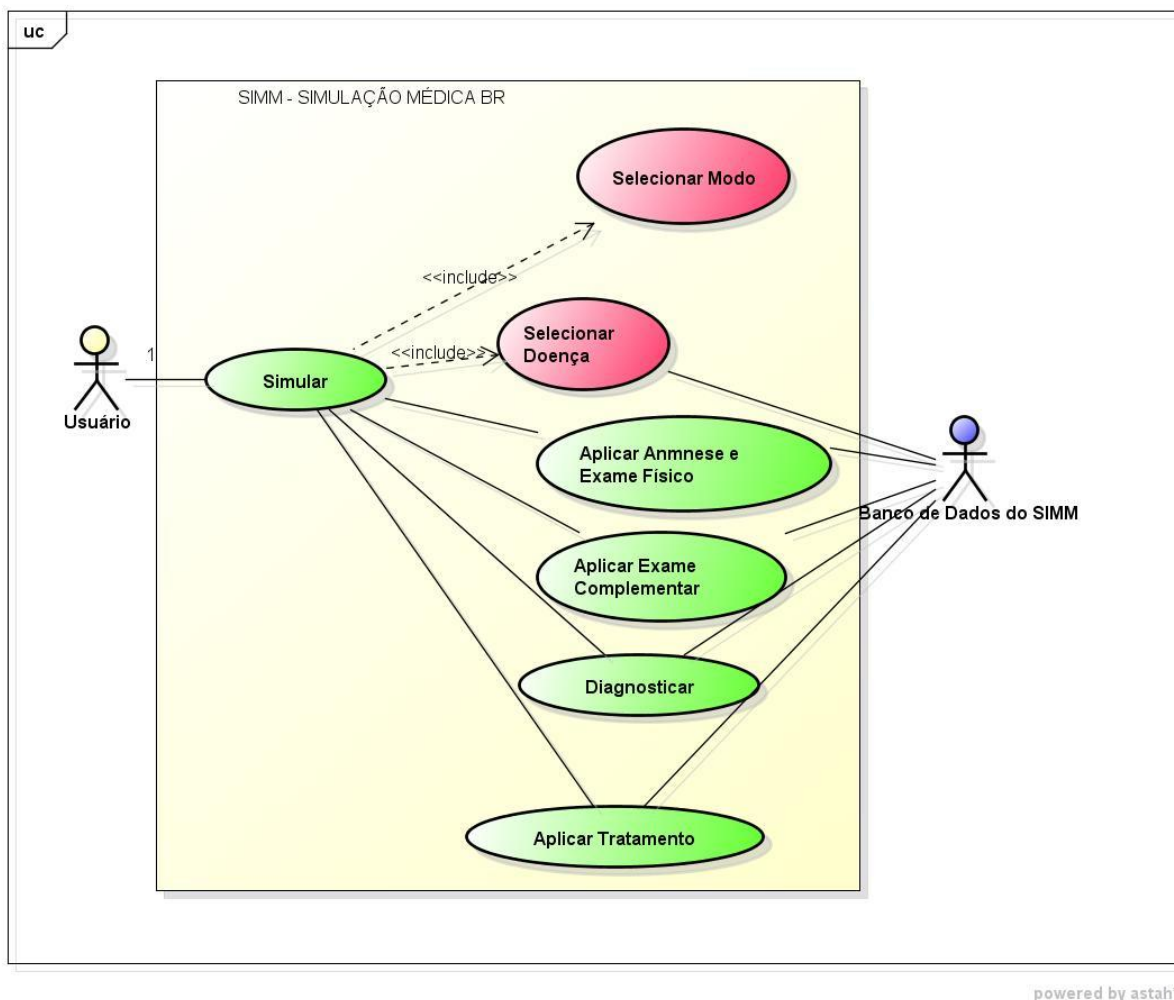 uc
SIMM - SIMULAÇÃO MÉDICA BR
Selecionar Modo
<<include>>
Selecionar
Doença
<<include>>
1
Simular
Usuário
Aplicar Anmnese e
Exame Físico
Banco de Dados do SIMM
Aplicar Exame
Complementar
Diagnosticar
Aplicar Tratamento
powered by astah